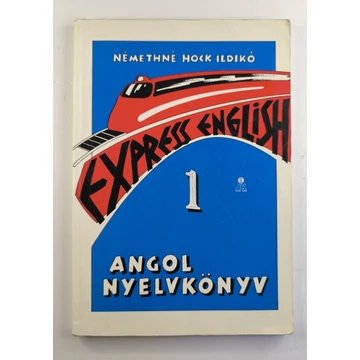 NÉMETHNÉ HOCK ILDIKÓ
EXPRESS ENGLISH
1
ANGOL
NYELVKÖNYV